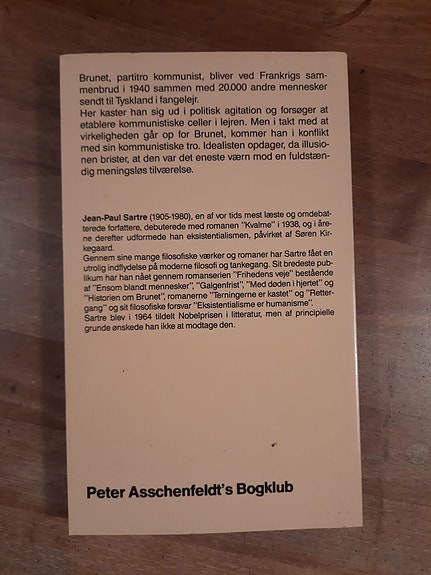 Brunet, partitro kommunist, bliver ved Frankrigs sam-
menbrud i 1940 sammen med 20.000 andre mennesker
sendt til Tyskland i fangelejr.
Her kaster han sig ud i politisk agitation og forsøger at
etablere kommunistiske celler i lejren. Men i takt med at
virkeligheden går op for Brunet, kommer han i konflikt
med sin kommunistiske tro. Idealisten opdager, da illusio-
nen brister, at den var det eneste værn mod en fuldstæn-
dig meningsløs tilværelse.
Jean-Paul Sartre (1905-1980), en af vor tids mest læste og omdebat-
terede forfattere, debuterede med romanen "Kvalme" i 1938, og i åre-
ne derefter udformede han eksistentialismen, påvirket af Søren Kir-
kegaard.
Gennem sine mange filosofiske værker og romaner har Sartre fået en
utrolig indflydelse på moderne filosofi og tankegang. Sit bredeste pu-
blikum har han nået gennem romanserien "Frihedens veje" bestående
af "Ensom blandt mennesker", "Galgenfrist", "Med døden i hjertet" og
"Historien om Brunet", romanerne "Terningerne er kastet" og "Retter-
gang" og sit filosofiske forsvar "Eksistentialisme er humanisme".
Sartre blev i 1964 tildelt Nobelprisen i litteratur, men af principielle
grunde ønskede han ikke at modtage den.
Peter Asschenfeldt's Bogklub